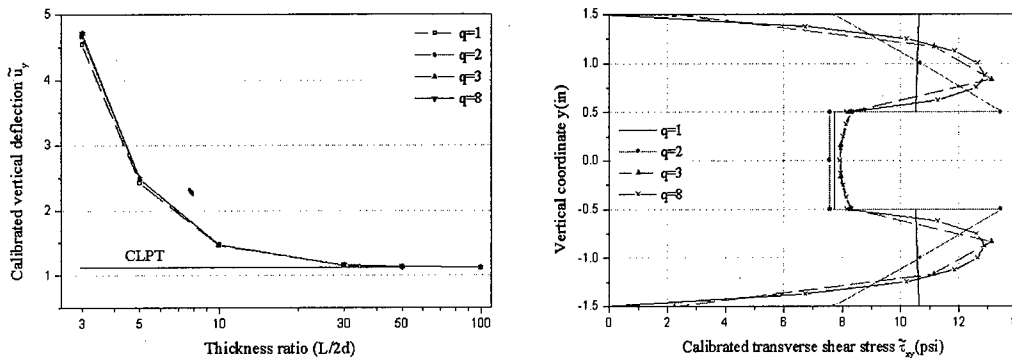 Calibrated vertical deflection ũy
5
4
3
2
1
3
5
10
30
50
100
Thickness ratio (L/2d)
CLPT
q=1
q=2
q=3
q=8
Vertical coordinate y(in)
1.5
1.0
0.5
0.0
-0.5
-1.0
-1.5
0
2
4
6
8
10
12
Calibrated transverse shear stress τ̃xy(psi)
q=1
q=2
q=3
q=8